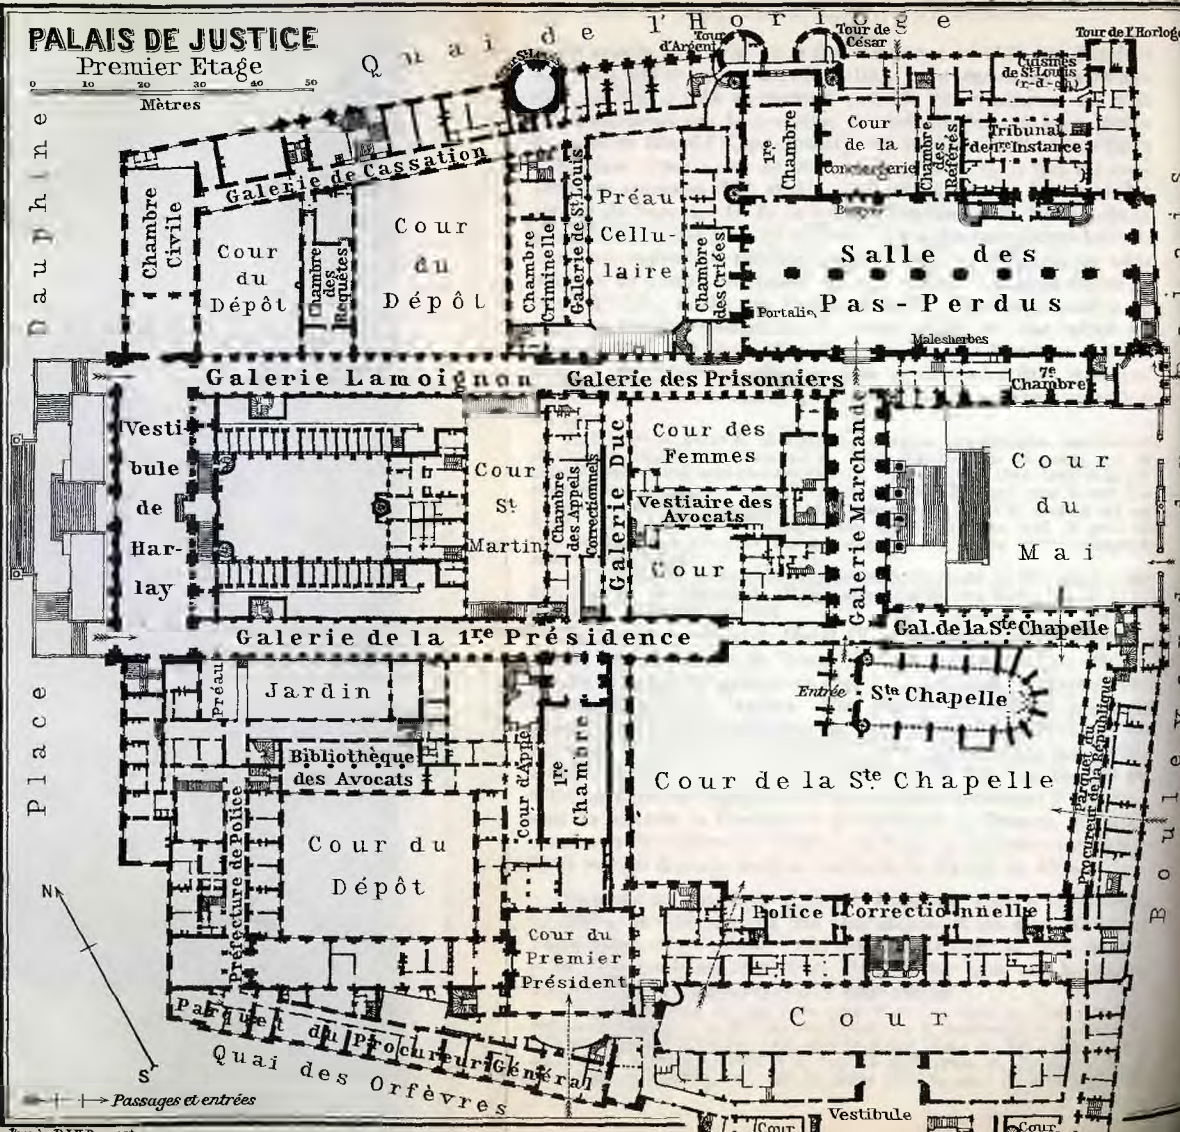 PALAIS DE JUSTICE
Premier Etage
0 10 20 30 40 50
Mètres
Quai de l'Horloge
Tour d'Argent
Tour de César
Tour de l'Horloge
Cuisines de St Louis (r-d-ch)
Place Dauphine
Chambre Civile
Galerie de Cassation
Cour du Dépôt
Chambre des Requêtes
Cour du Dépôt
Chambre Criminelle
Galerie de St Louis
Préau Cellu-laire
Chambre des Criées
1re Chambre
Cour de la Conciergerie
Chambre des Référés
Tribunal de 1re Instance
Berryer
Salle des
Pas-Perdus
Portalis
Malesherbes
Galerie Lamoignon
Galerie des Prisonniers
7e Chambre
Vesti-
bule
de
Har-
lay
Cour
St
Martin
Chambre des Appels Correctionnels
Galerie Duc
Cour des
Femmes
Vestiaire des
Avocats
Cour
Galerie Marchande
Cour
du
Mai
Galerie de la 1re Présidence
Gal. de la Ste Chapelle
Préau
Jardin
Bibliothèque
des Avocats
Cour d'Appel
1re Chambre
Entrée
Ste Chapelle
Cour de la Ste Chapelle
Parquet du Procureur de la République
Préfecture de Police
Cour du
Dépôt
Cour du
Premier
Président
Police Correctionnelle
Cour
N
S
Parquet du Procureur Général
Quai des Orfèvres
Passages et entrées
Vestibule
Cour
Cour